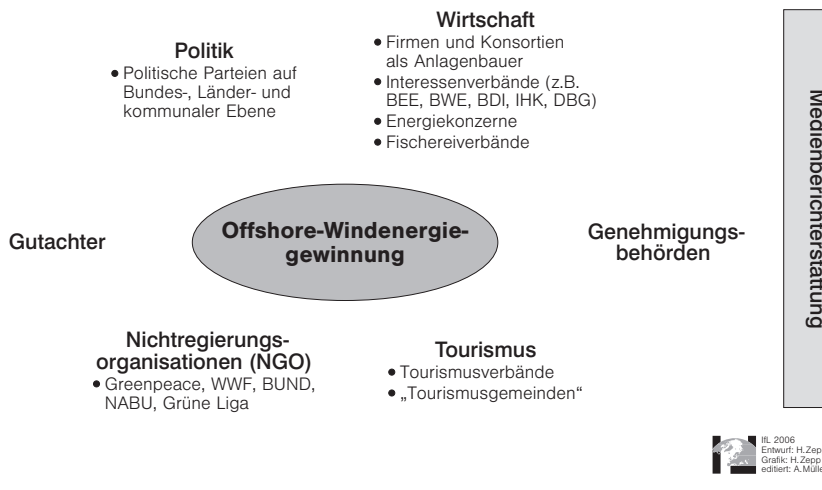 Politik
• Politische Parteien auf
Bundes-, Länder- und
kommunaler Ebene
Wirtschaft
• Firmen und Konsortien
als Anlagenbauer
• Interessenverbände (z.B.
BEE, BWE, BDI, IHK, DBG)
• Energiekonzerne
• Fischereiverbände
Gutachter
Offshore-Windenergie-
gewinnung
Genehmigungs-
behörden
Nichtregierungs-
organisationen (NGO)
• Greenpeace, WWF, BUND,
NABU, Grüne Liga
Tourismus
• Tourismusverbände
• „Tourismusgemeinden“
Medienberichterstattung
IfL 2006
Entwurf: H.Zepp
Grafik: H.Zepp
editiert: A.Mülle